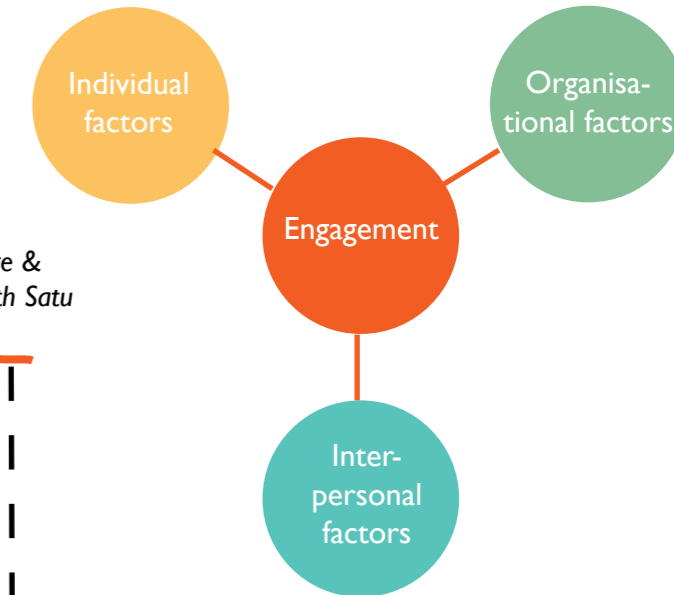 Individual
factors
Organisa-
tional factors
Engagement
e &
th Satu
Inter-
personal
factors